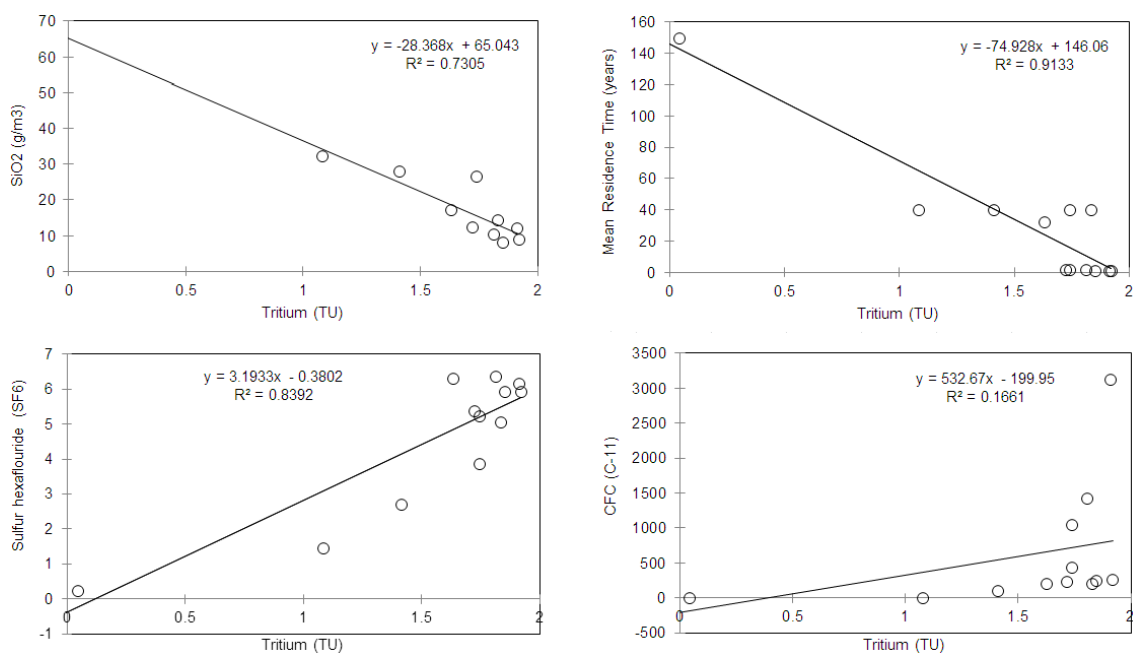 70
60
50
40
30
20
10
0
SiO2 (g/m3)
y = -28.368x + 65.043
R² = 0.7305
0 0.5 1 1.5 2
Tritium (TU)
160
140
120
100
80
60
40
20
0
Mean Residence Time (years)
y = -74.928x + 146.06
R² = 0.9133
0 0.5 1 1.5 2
Tritium (TU)
7
6
5
4
3
2
1
0
-1
Sulfur hexaflouride (SF6)
y = 3.1933x - 0.3802
R² = 0.8392
0 0.5 1 1.5 2
Tritium (TU)
3500
3000
2500
2000
1500
1000
500
0
-500
CFC (C-11)
y = 532.67x - 199.95
R² = 0.1661
0 0.5 1 1.5 2
Tritium (TU)